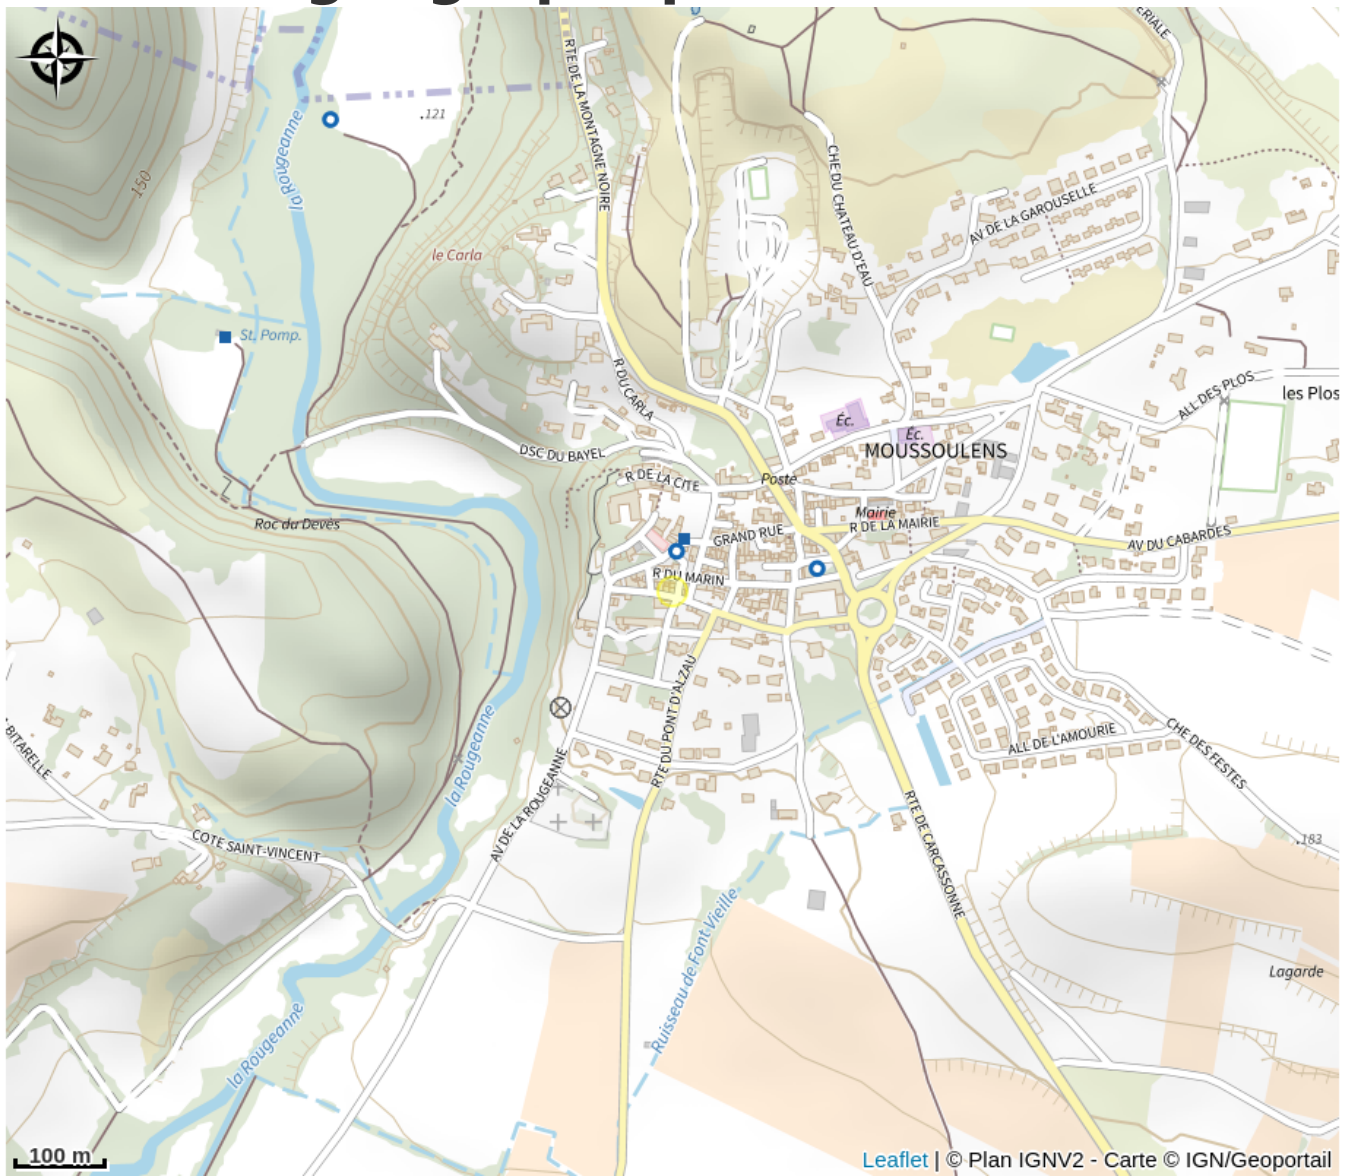 ERIALE
RTE DE LA MONTAGNE NOIRE
la Rougeanne
.121
150
CHE DU CHATEAU D'EAU
AV DE LA GAROUSELLE
le Carla
St. Pomp.
R DU CARLA
ALL DES PLOS
les Plos
Éc.
Éc.
MOUSSOULENS
DSC DU BAYEL
R DE LA CITE
Poste
Mairie
R DE LA MAIRIE
Roc du Devès
GRAND RUE
AV DU CABARDES
R DU MARIN
RTE DU PONT D'ALZAU
la Rougeanne
BITARELLE
ALL DE L'AMOURIE
CHE DES FESTES
AV DE LA ROUGEANNE
COTE SAINT-VINCENT
RTE DE CARCASSONNE
.183
Ruisseau de Font Vieille
Lagarde
la Rougeanne
100 m
Leaflet | © Plan IGNV2 - Carte © IGN/Geoportail